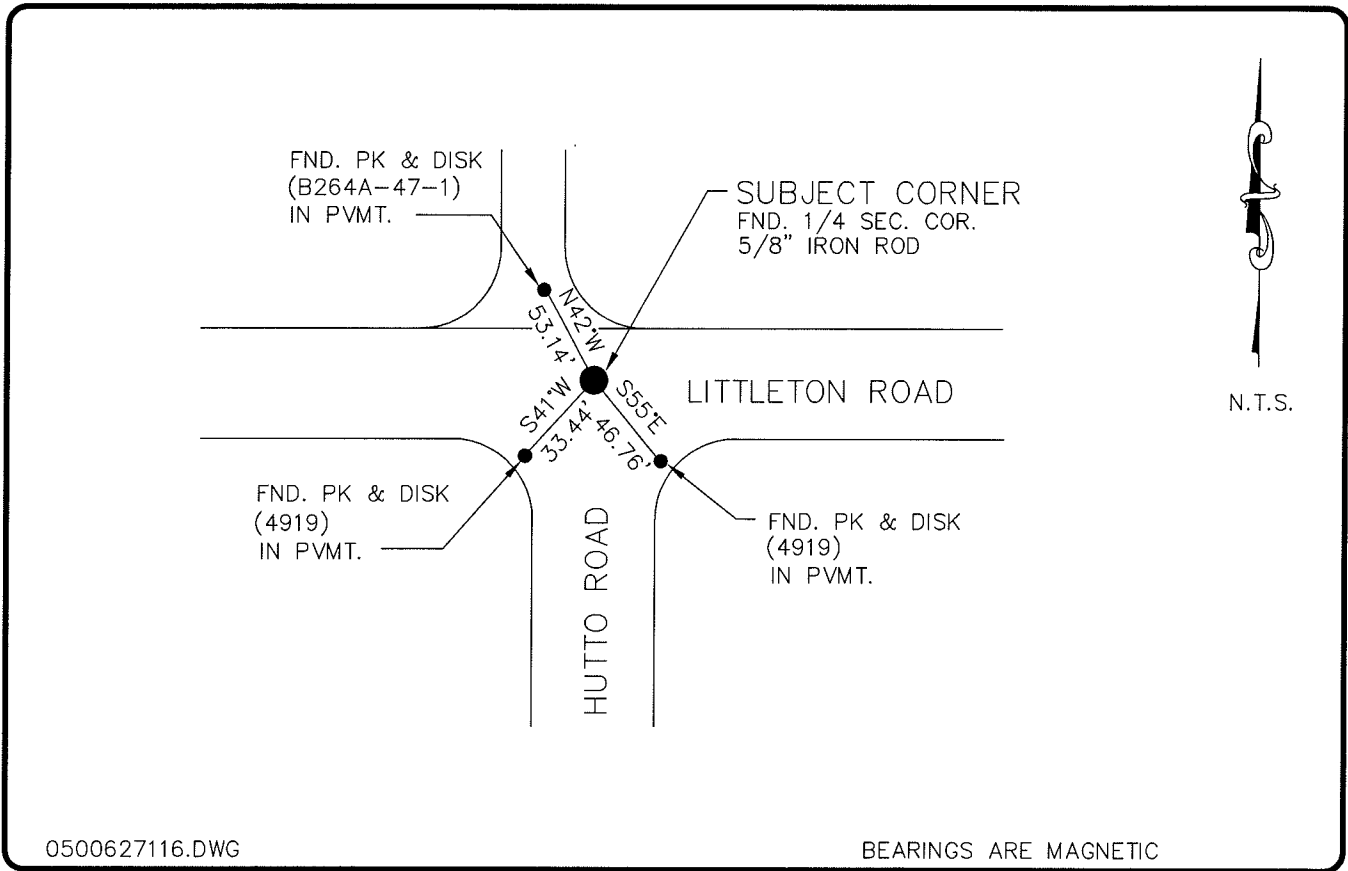 FND. PK & DISK
(B264A-47-1)
IN PVMT.
SUBJECT CORNER
FND. 1/4 SEC. COR.
5/8" IRON ROD
N42°W
53.14'
S41°W
33.44'
S55°E
46.76'
LITTLETON ROAD
N.T.S.
FND. PK & DISK
(4919)
IN PVMT.
HUTTO ROAD
FND. PK & DISK
(4919)
IN PVMT.
0500627116.DWG
BEARINGS ARE MAGNETIC